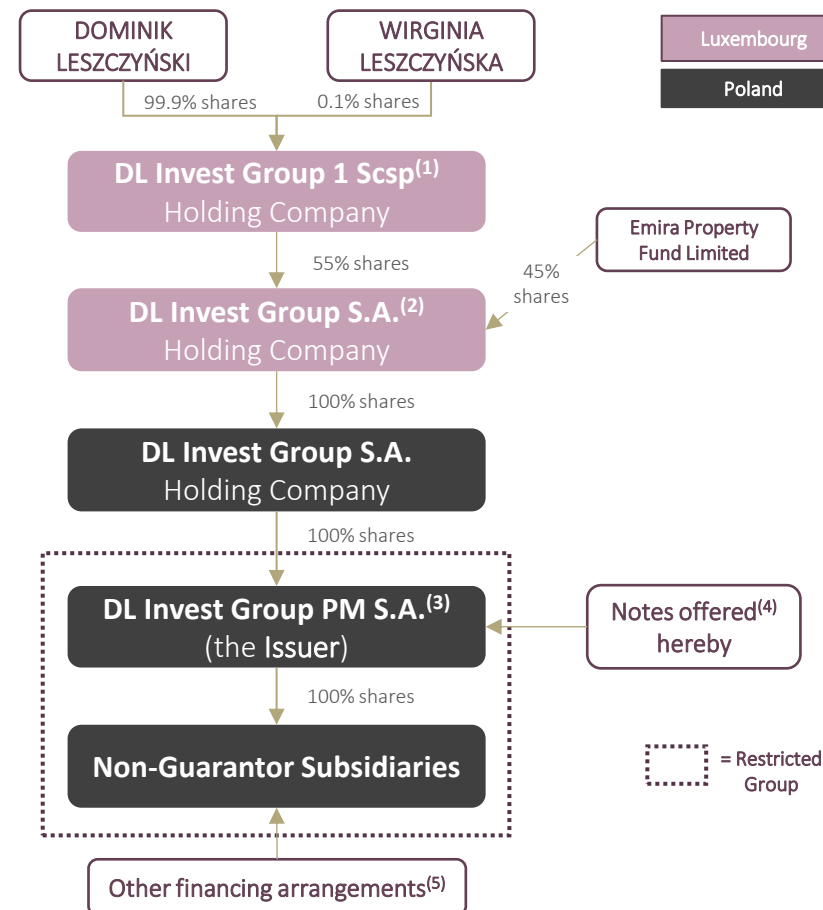 DOMINIK
LESZCZYŃSKI
WIRGINIA
LESZCZYŃSKA
Luxembourg
Poland
99.9% shares
0.1% shares
DL Invest Group 1 Scsp(1)
Holding Company
Emira Property
Fund Limited
55% shares
45%
shares
DL Invest Group S.A.(2)
Holding Company
100% shares
DL Invest Group S.A.
Holding Company
100% shares
DL Invest Group PM S.A.(3)
(the Issuer)
Notes offered(4)
hereby
100% shares
Non-Guarantor Subsidiaries
= Restricted
Group
Other financing arrangements(5)